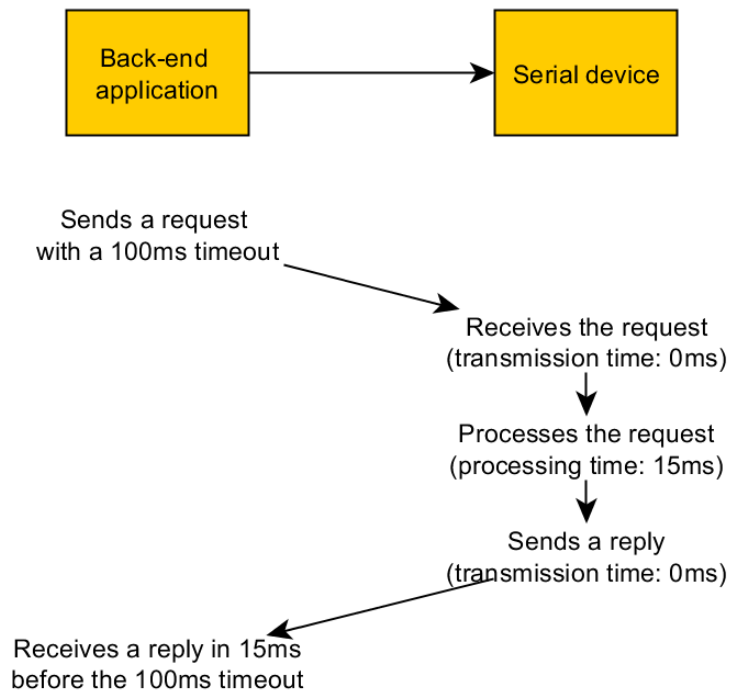 Back-end
application
Serial device
Sends a request
with a 100ms timeout
Receives the request
(transmission time: 0ms)
Processes the request
(processing time: 15ms)
Sends a reply
(transmission time: 0ms)
Receives a reply in 15ms
before the 100ms timeout